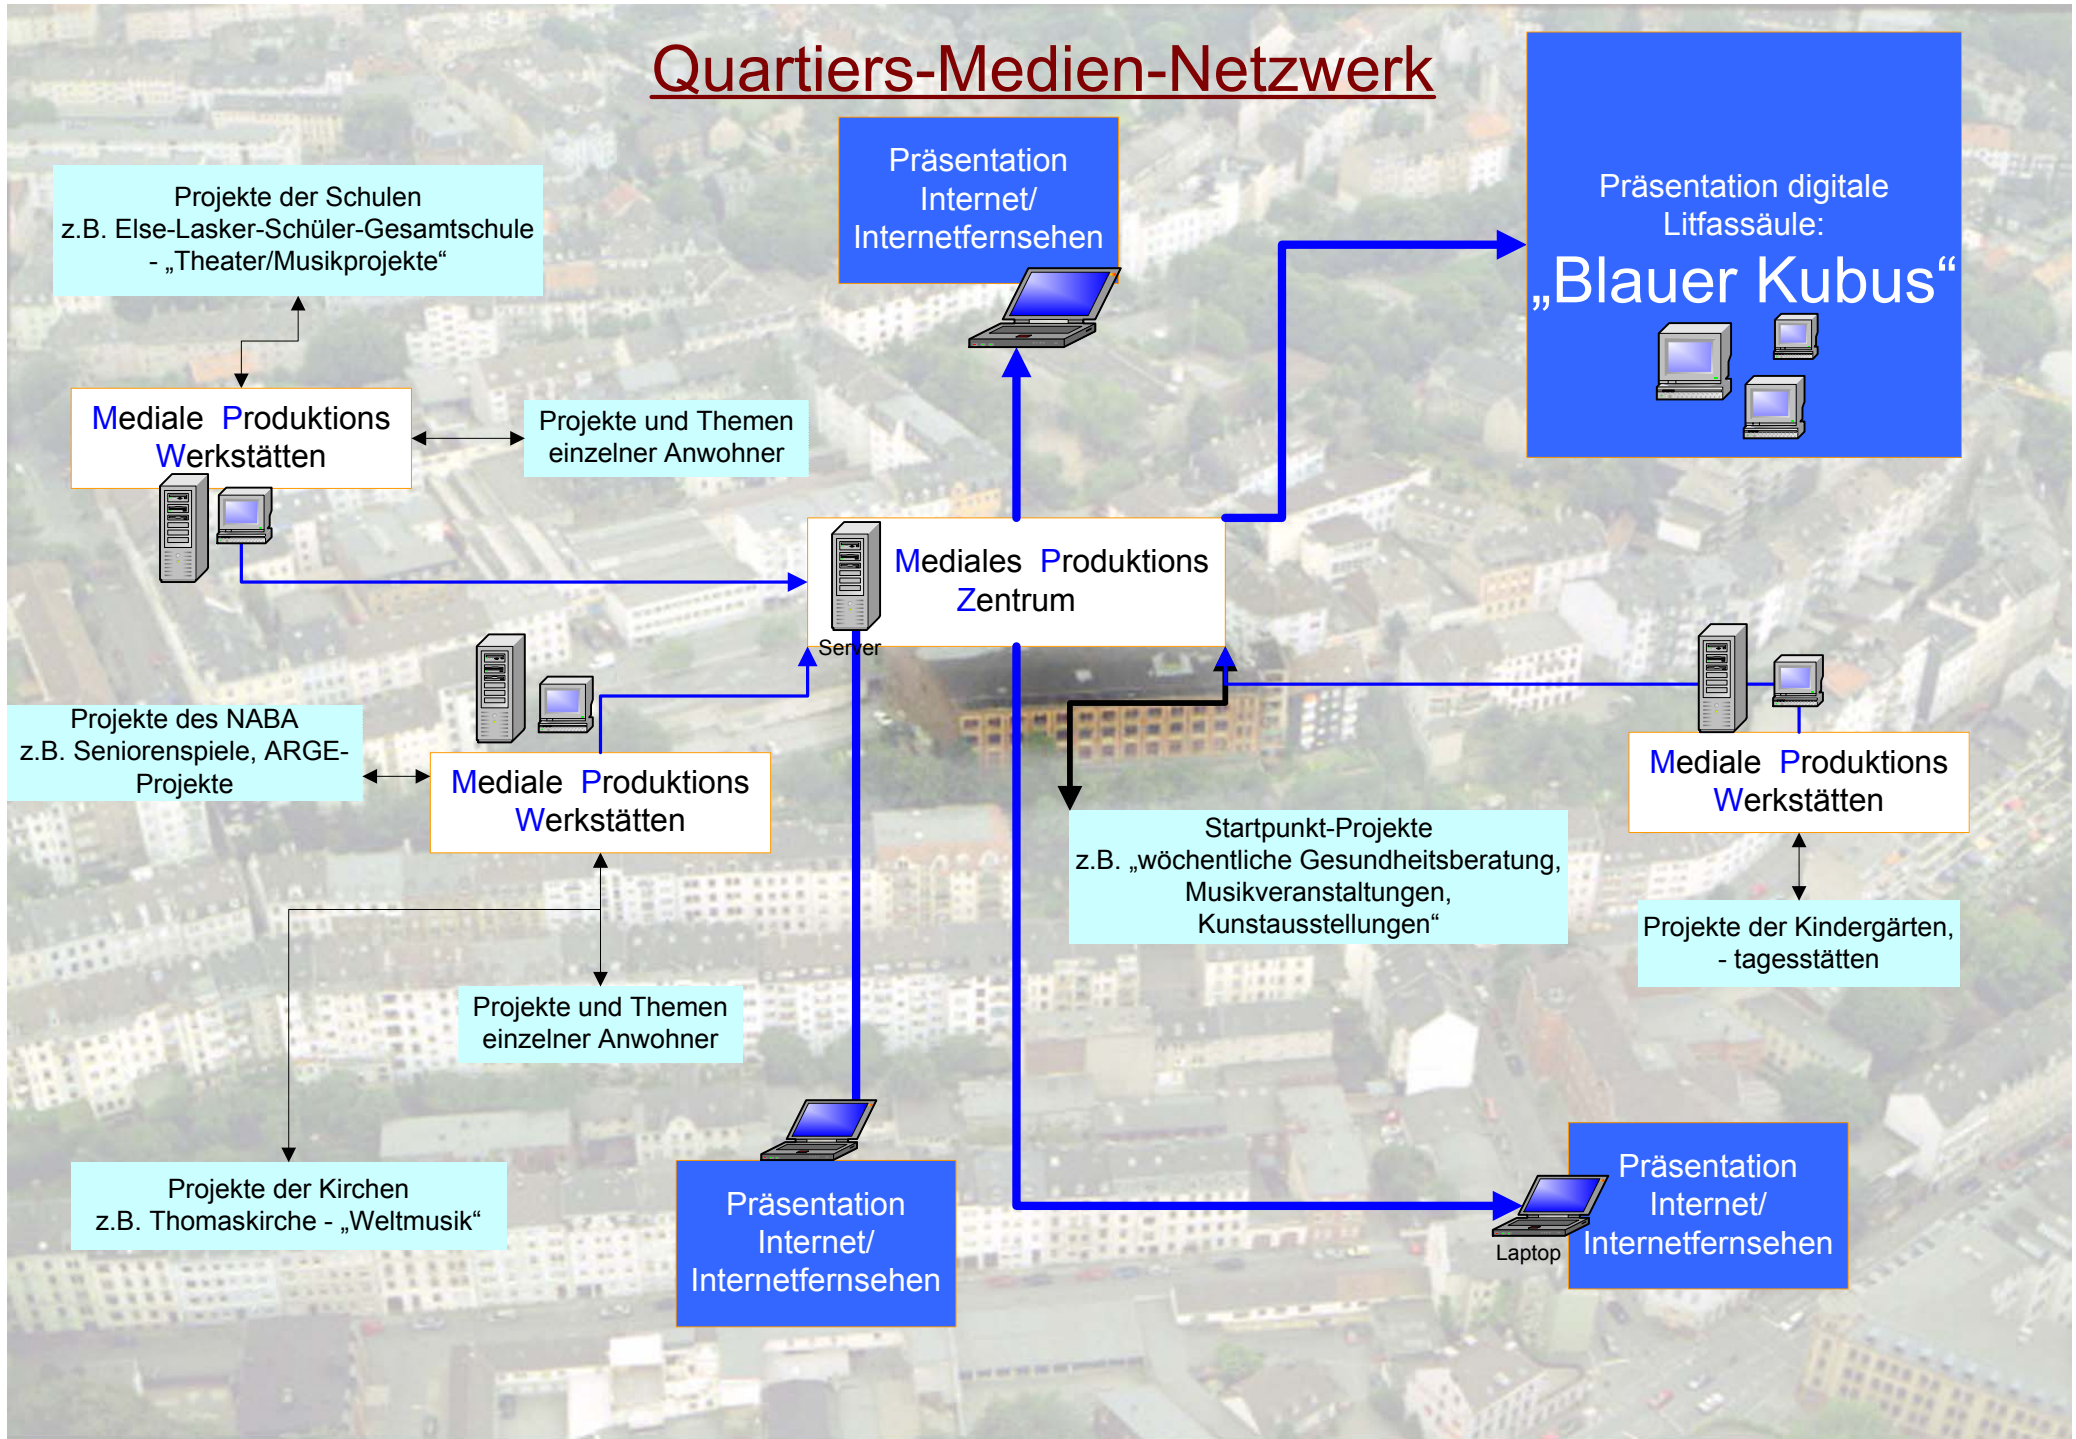 Quartiers-Medien-Netzwerk
Präsentation
Internet/
Internetfernsehen
Präsentation digitale
Litfassäule:
„Blauer Kubus“
Projekte der Schulen
z.B. Else-Lasker-Schüler-Gesamtschule
- „Theater/Musikprojekte“
Mediale Produktions
Werkstätten
Projekte und Themen
einzelner Anwohner
Mediales Produktions
Zentrum
Server
Projekte des NABA
z.B. Seniorenspiele, ARGE-
Projekte
Mediale Produktions
Werkstätten
Mediale Produktions
Werkstätten
Startpunkt-Projekte
z.B. „wöchentliche Gesundheitsberatung,
Musikveranstaltungen,
Kunstausstellungen“
Projekte der Kindergärten,
- tagesstätten
Projekte und Themen
einzelner Anwohner
Projekte der Kirchen
z.B. Thomaskirche - „Weltmusik“
Präsentation
Internet/
Internetfernsehen
Laptop
Präsentation
Internet/
Internetfernsehen